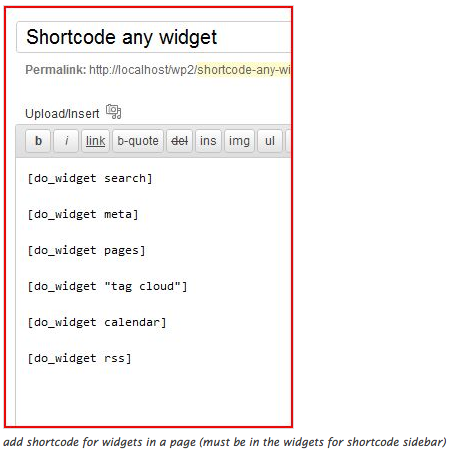 Shortcode any widget
Permalink: http://localhost/wp2/shortcode-any-wi
Upload/Insert
b i link b-quote del ins img ul
[do_widget search]
[do_widget meta]
[do_widget pages]
[do_widget "tag cloud"]
[do_widget calendar]
[do_widget rss]
add shortcode for widgets in a page (must be in the widgets for shortcode sidebar)